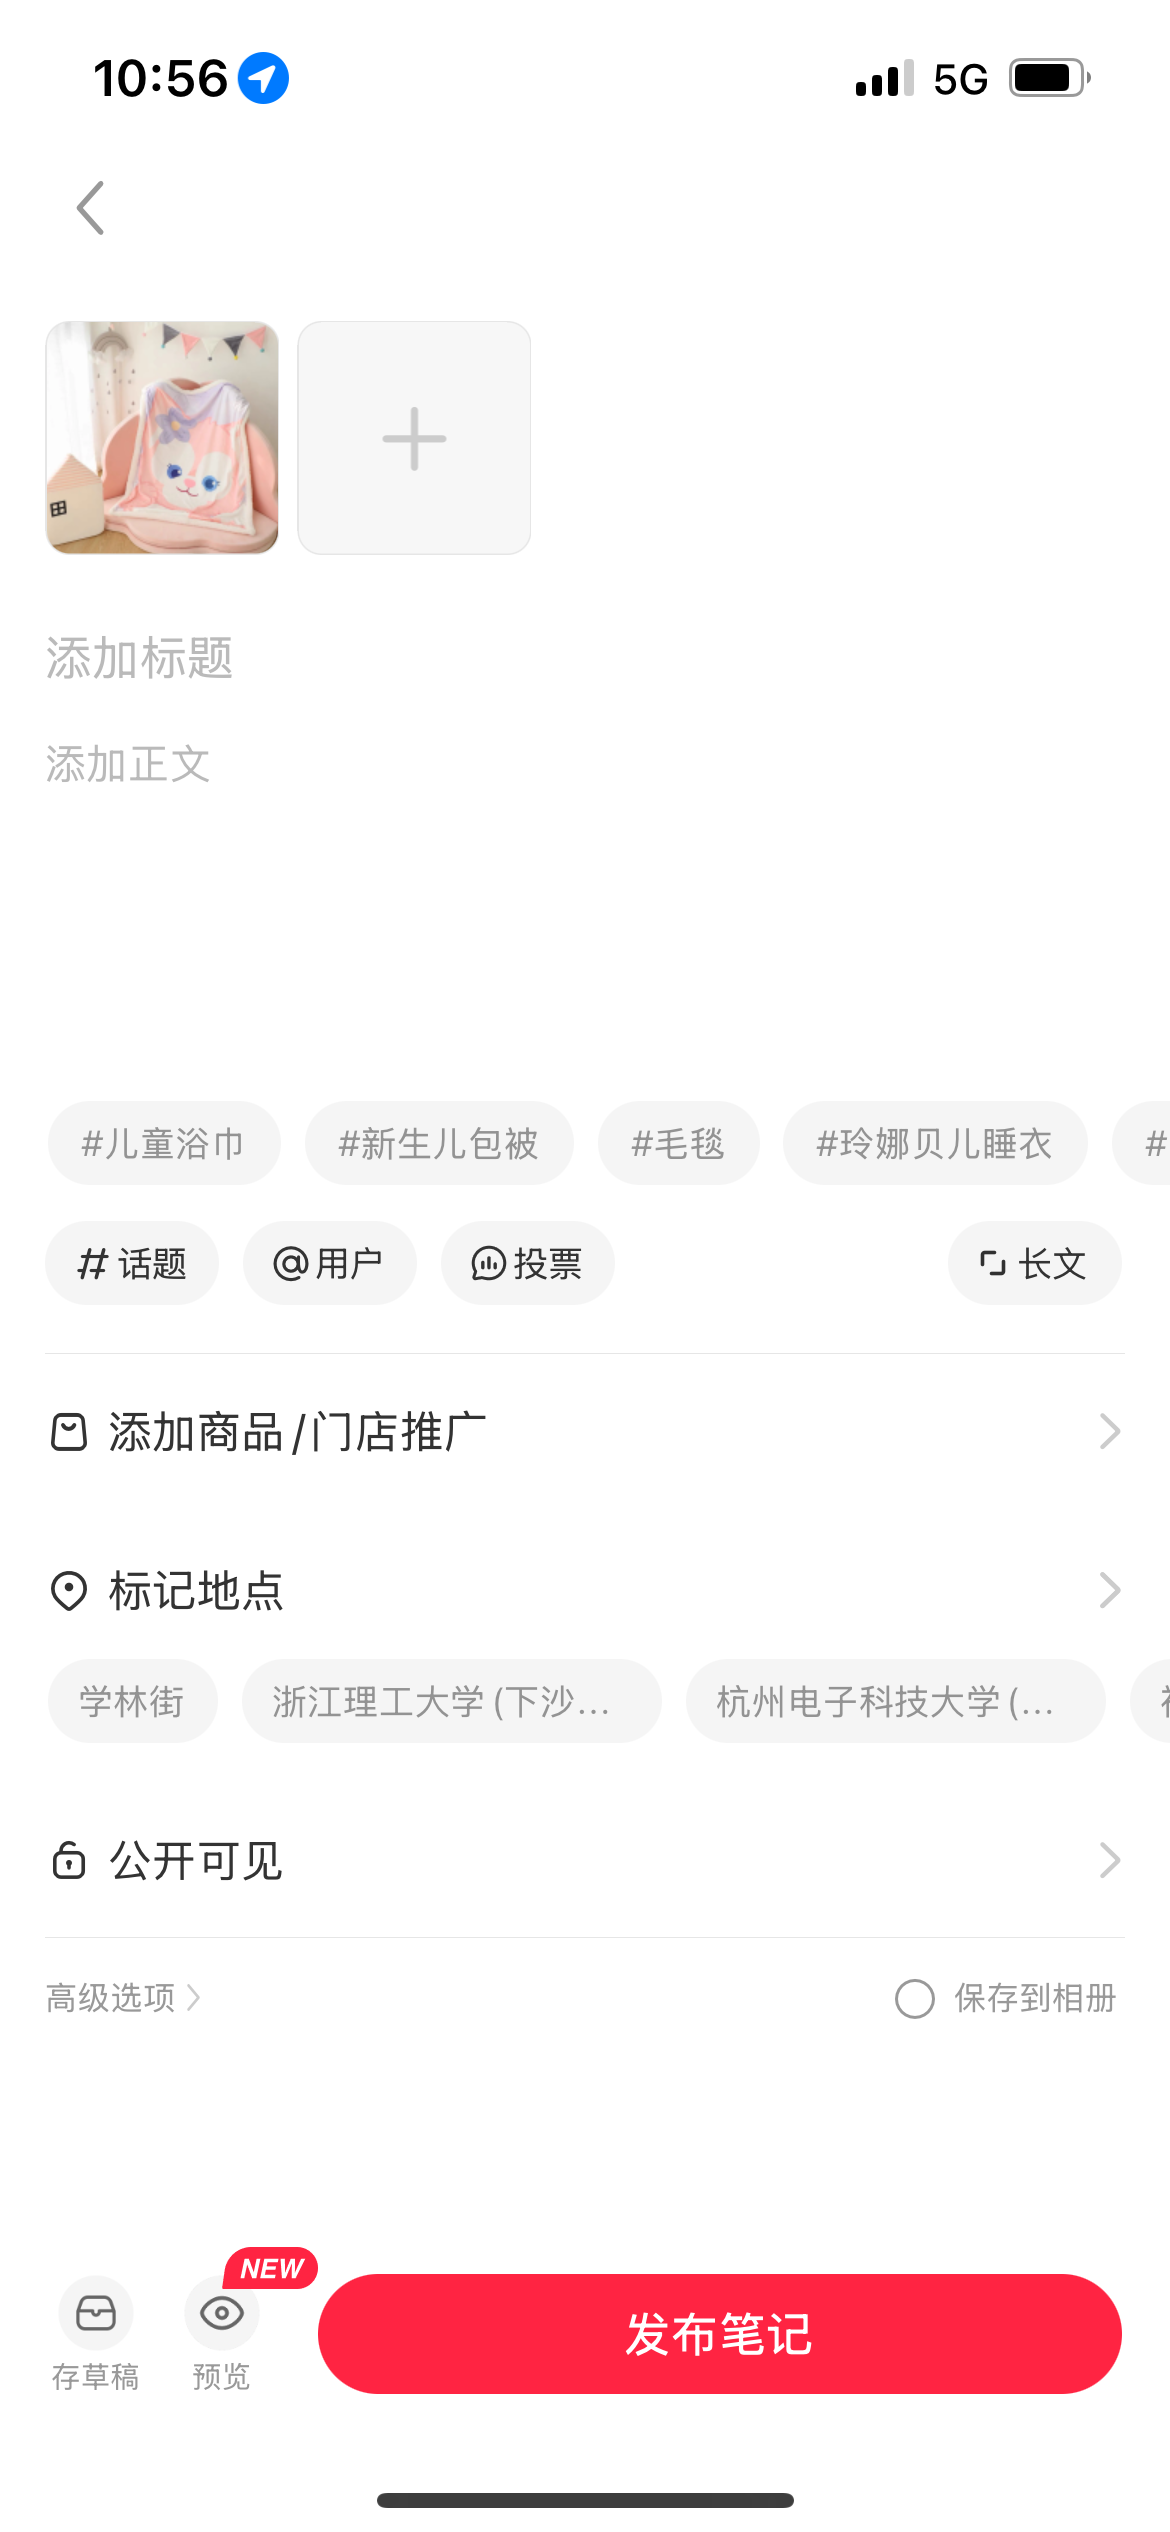 10:56
5G
添加标题
添加正文
#儿童浴巾
#新生儿包被
#毛毯
#玲娜贝儿睡衣
#
# 话题
@用户
投票
长文
添加商品/门店推广
标记地点
学林街
浙江理工大学(下沙...
杭州电子科技大学(...
公开可见
高级选项
保存到相册
NEW
存草稿
预览
发布笔记